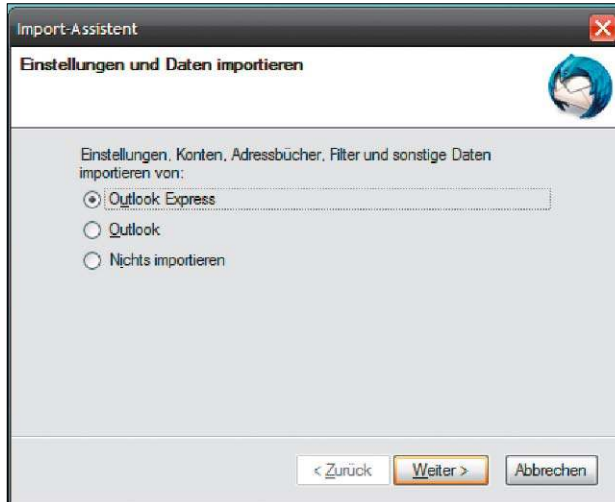 Import-Assistent
Einstellungen und Daten importieren
Einstellungen, Konten, Adressbücher, Filter und sonstige Daten
importieren von:
Outlook Express
Outlook
Nichts importieren
< Zurück Weiter > Abbrechen